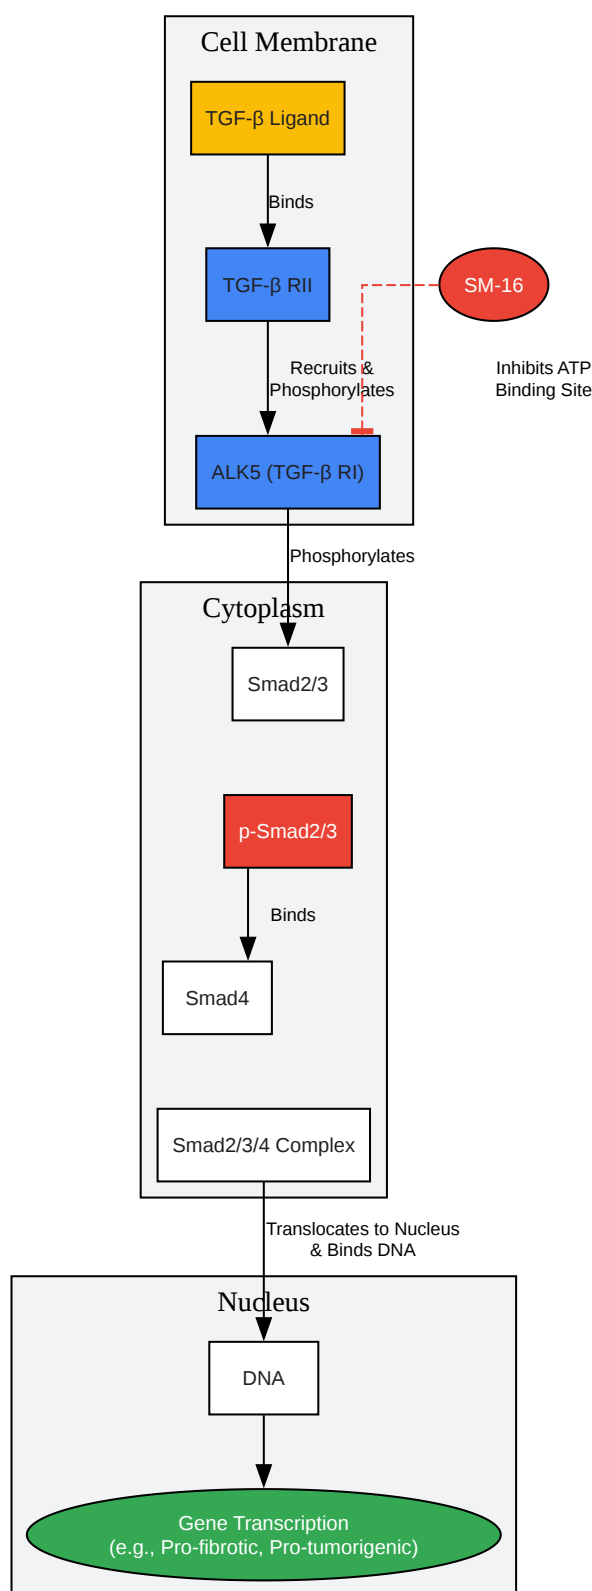 Cell Membrane
TGF-β Ligand
Binds
TGF-β RII
SM-16
Recruits &
Phosphorylates
Inhibits ATP
Binding Site
ALK5 (TGF-β RI)
Phosphorylates
Cytoplasm
Smad2/3
p-Smad2/3
Binds
Smad4
Smad2/3/4 Complex
Translocates to Nucleus
& Binds DNA
Nucleus
DNA
Gene Transcription
(e.g., Pro-fibrotic, Pro-tumorigenic)